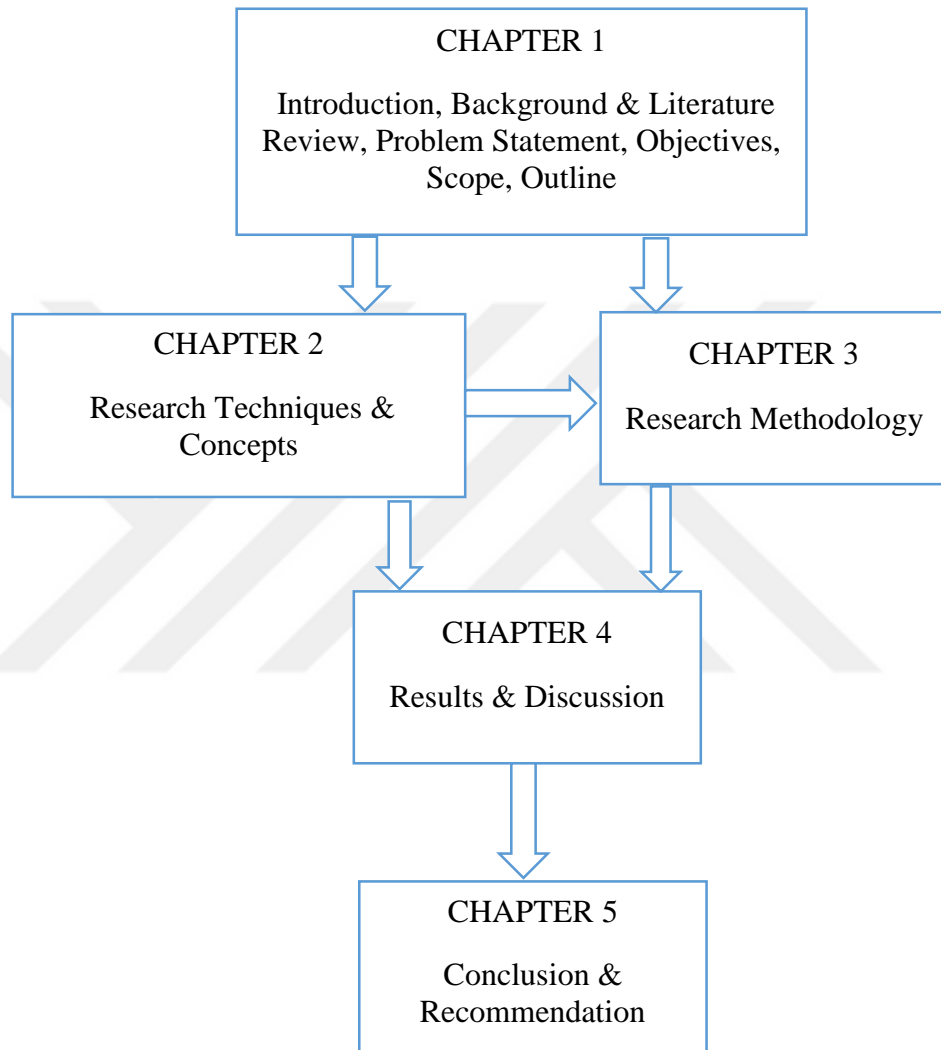 CHAPTER 1
Introduction, Background & Literature
Review, Problem Statement, Objectives,
Scope, Outline
CHAPTER 2
Research Techniques &
Concepts
CHAPTER 3
Research Methodology
CHAPTER 4
Results & Discussion
CHAPTER 5
Conclusion &
Recommendation